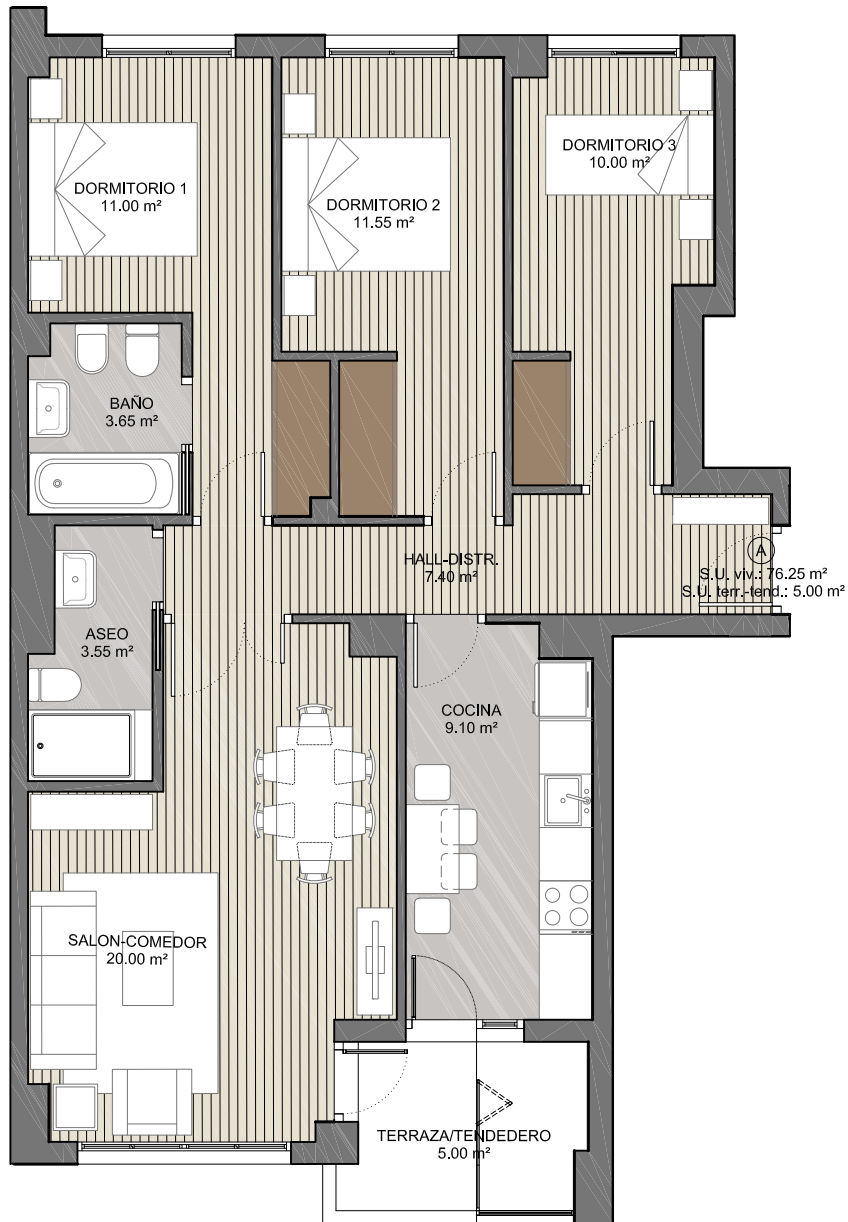 DORMITORIO 1
11.00 m²
DORMITORIO 2
11.55 m²
DORMITORIO 3
10.00 m²
BAÑO
3.65 m²
HALL-DISTR.
7.40 m²
A
S.U. viv.: 76.25 m²
S.U. terr.-tend.: 5.00 m²
ASEO
3.55 m²
COCINA
9.10 m²
SALON-COMEDOR
20.00 m²
TERRAZA/TENDEDERO
5.00 m²